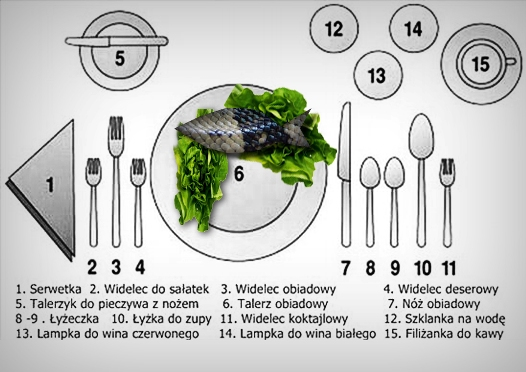 12 14
5 13 15
1 6
2 3 4 7 8 9 10 11
1. Serwetka 2. Widelec do sałatek 3. Widelec obiadowy 4. Widelec deserowy
5. Talerzyk do pieczywa z nożem 6. Talerz obiadowy 7. Nóż obiadowy
8 -9 . Łyżeczka 10. Łyżka do zupy 11. Widelec koktajlowy 12. Szklanka na wodę
13. Lampka do wina czerwonego 14. Lampka do wina białego 15. Filiżanka do kawy